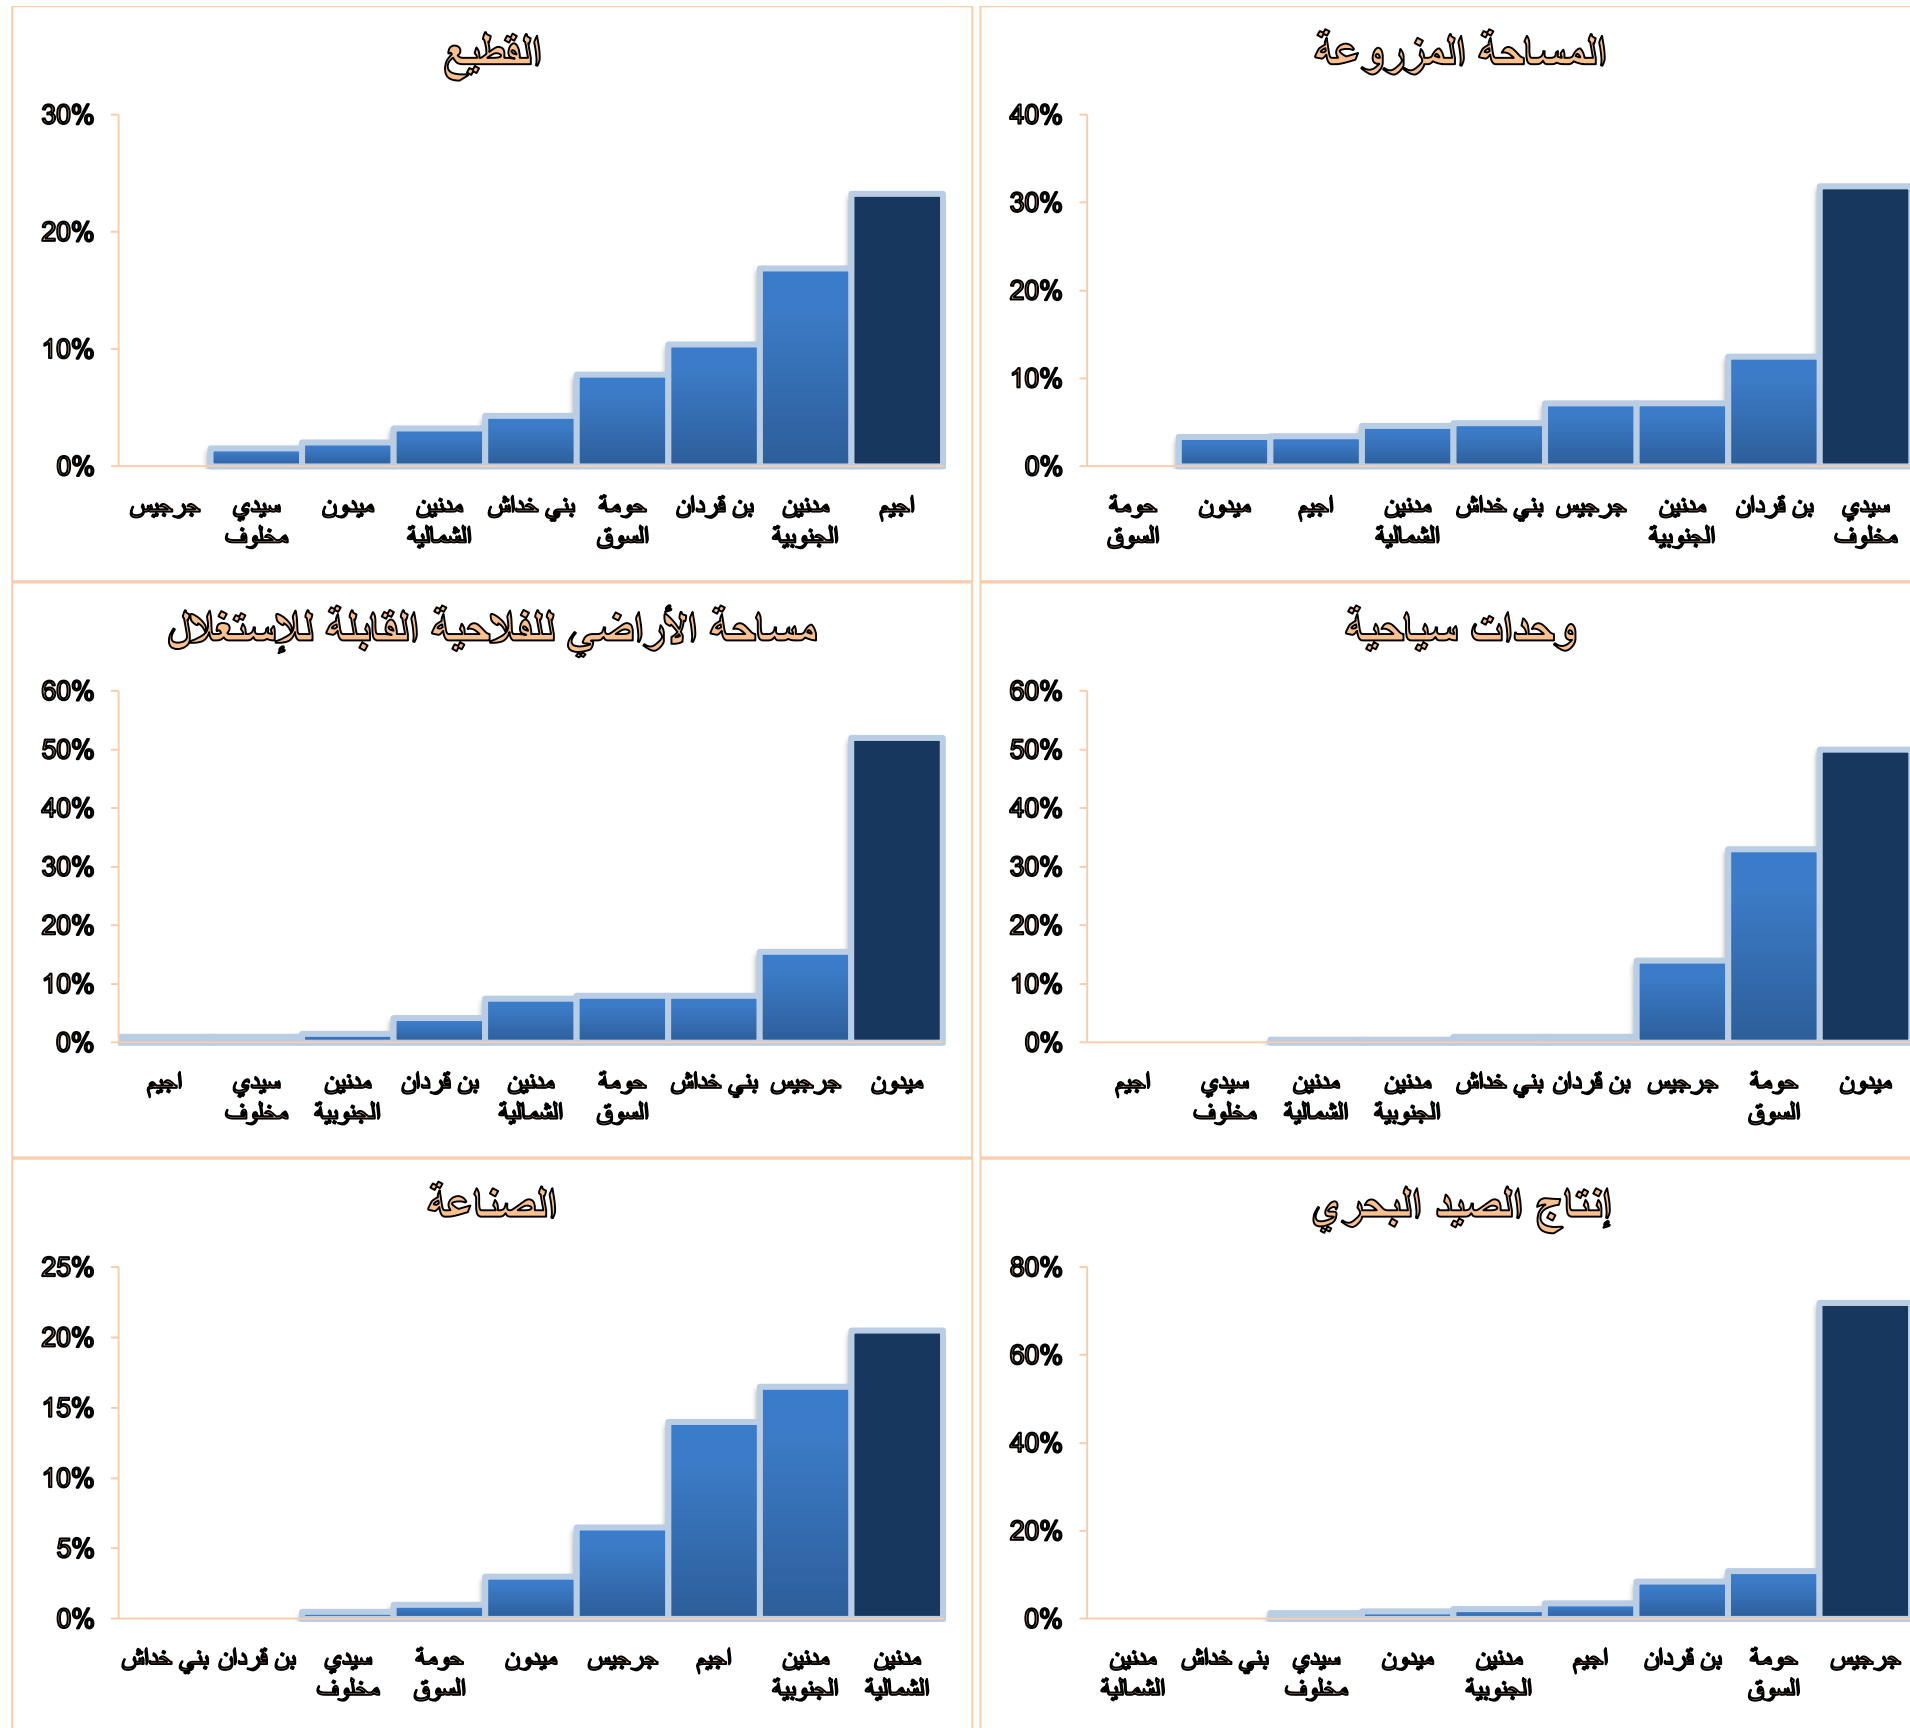 القطيع
30%
20%
10%
0%
جرجيس
سيدي مخلوف
ميدون
مدنين الشمالية
بني خداش
حومة السوق
بن قردان
مدنين الجنوبية
اجيم
المساحة المزروعة
40%
30%
20%
10%
0%
حومة السوق
ميدون
اجيم
مدنين الشمالية
بني خداش
جرجيس
مدنين الجنوبية
بن قردان
سيدي مخلوف
مساحة الأراضي للفلاحية القابلة للإستغلال
60%
50%
40%
30%
20%
10%
0%
اجيم
سيدي مخلوف
مدنين الجنوبية
بن قردان
مدنين الشمالية
حومة السوق
بني خداش
جرجيس
ميدون
وحدات سياحية
60%
50%
40%
30%
20%
10%
0%
اجيم
سيدي مخلوف
مدنين الشمالية
مدنين الجنوبية
بني خداش
بن قردان
جرجيس
حومة السوق
ميدون
الصناعة
25%
20%
15%
10%
5%
0%
بني خداش
بن قردان
سيدي مخلوف
حومة السوق
ميدون
جرجيس
اجيم
مدنين الجنوبية
مدنين الشمالية
إنتاج الصيد البحري
80%
60%
40%
20%
0%
مدنين الشمالية
بني خداش
سيدي مخلوف
ميدون
مدنين الجنوبية
اجيم
بن قردان
حومة السوق
جرجيس